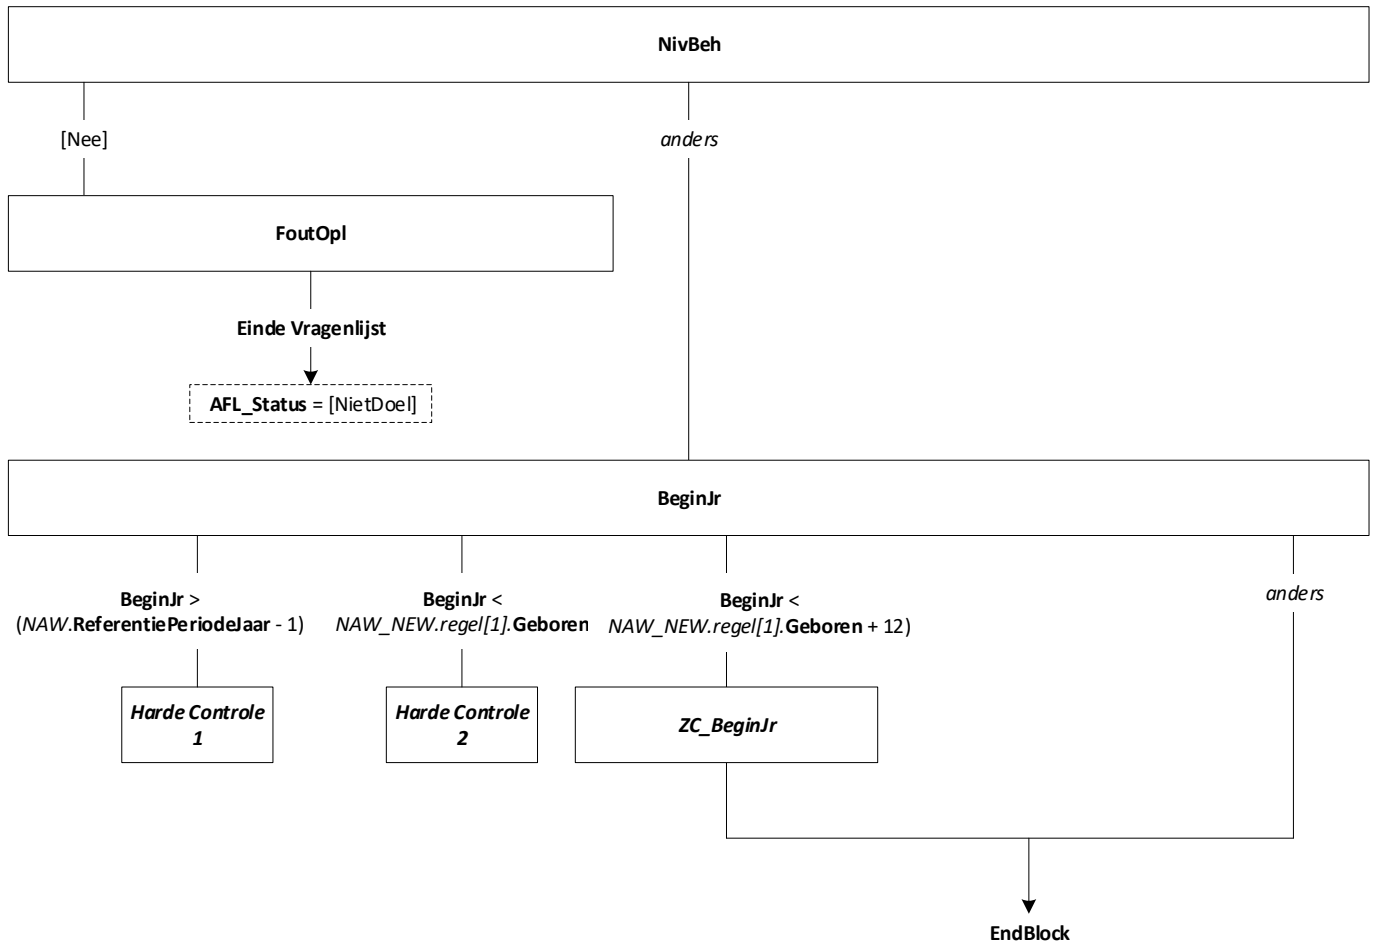 NivBeh
[Nee]
anders
FoutOpl
Einde Vragenlijst
AFL_Status = [NietDoel]
BeginJr
BeginJr >
(NAW.ReferentiePeriodeJaar - 1)
BeginJr <
NAW_NEW.regel[1].Geboren
BeginJr <
NAW_NEW.regel[1].Geboren + 12)
anders
Harde Controle
1
Harde Controle
2
ZC_BeginJr
EndBlock